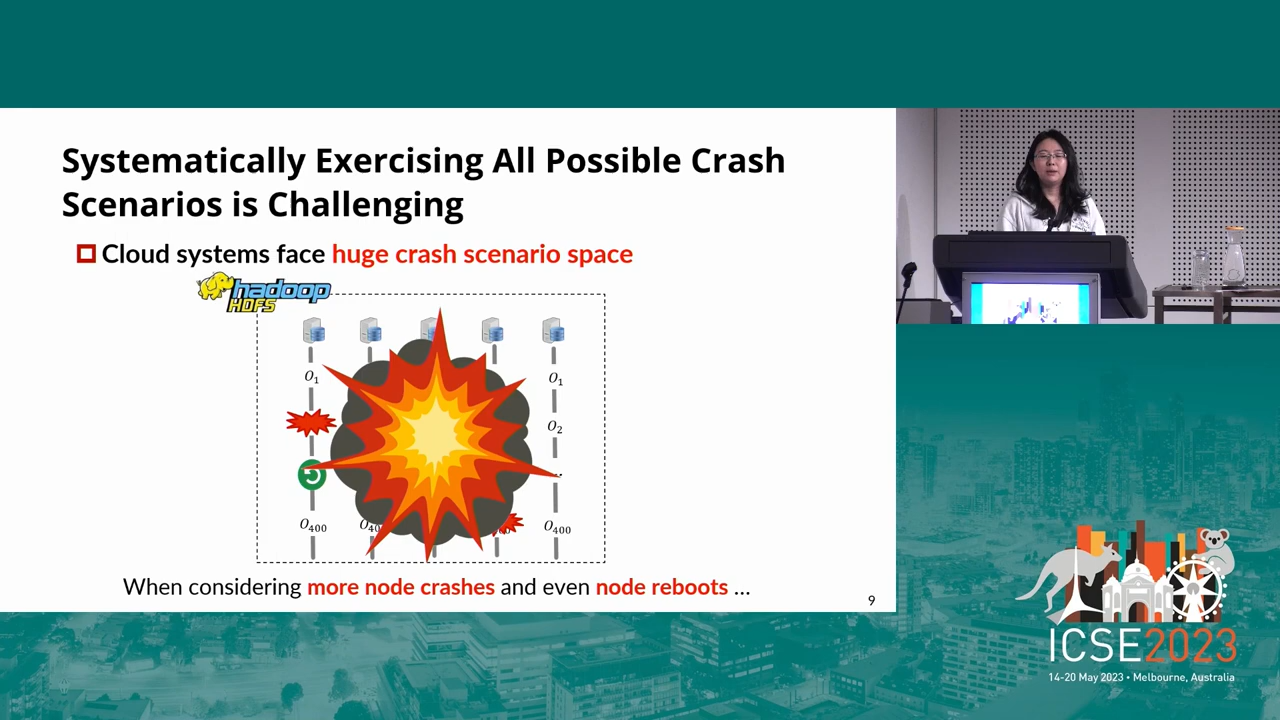 Systematically Exercising All Possible Crash
Scenarios is Challenging
Cloud systems face huge crash scenario space
hadoop
HDFS
O1
O1
O2
O400
O40
O400
When considering more node crashes and even node reboots ...
9
ICSE2023
14-20 May 2023 • Melbourne, Australia